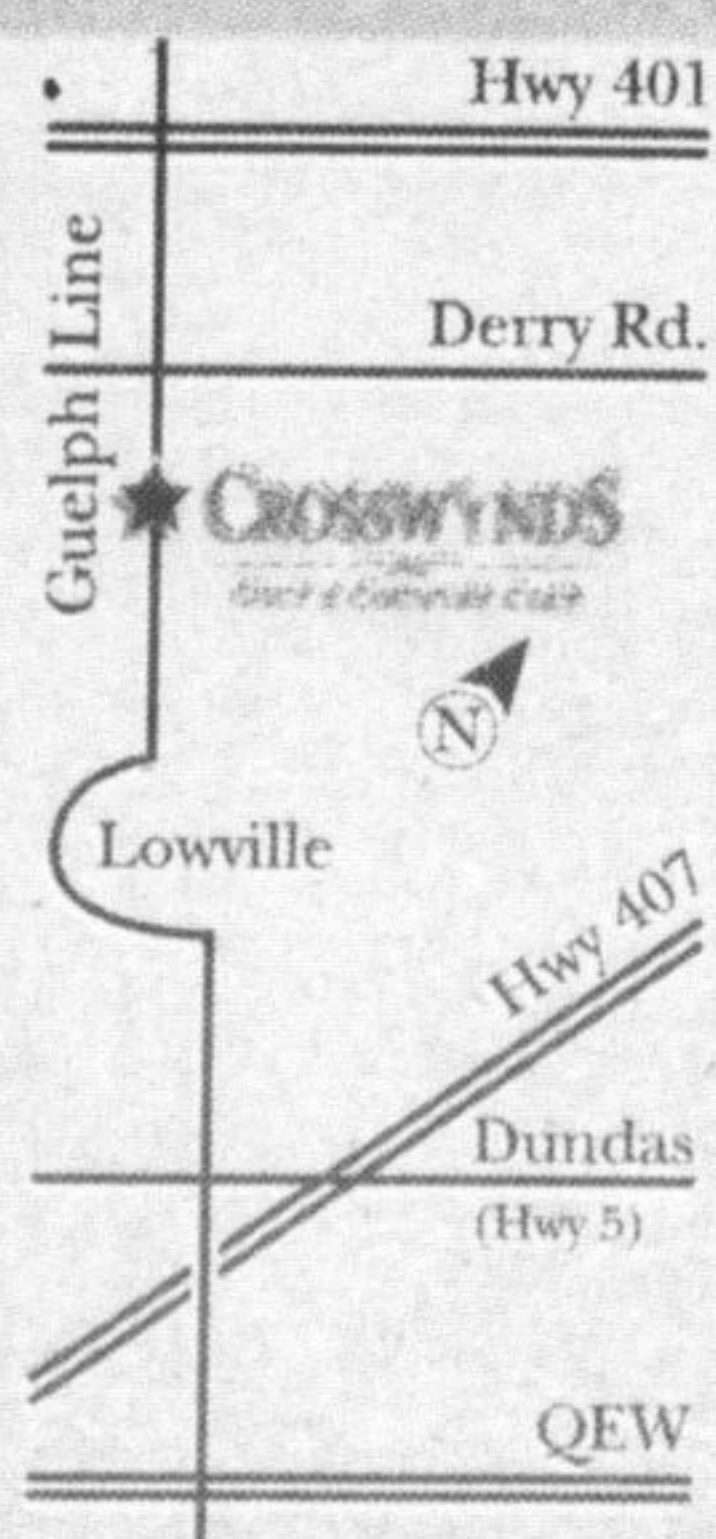 Hwy 401
Guelph Line
Derry Rd.
CROSSWYNDS
N
Lowville
Hwy 407
Dundas
(Hwy 5)
QEW